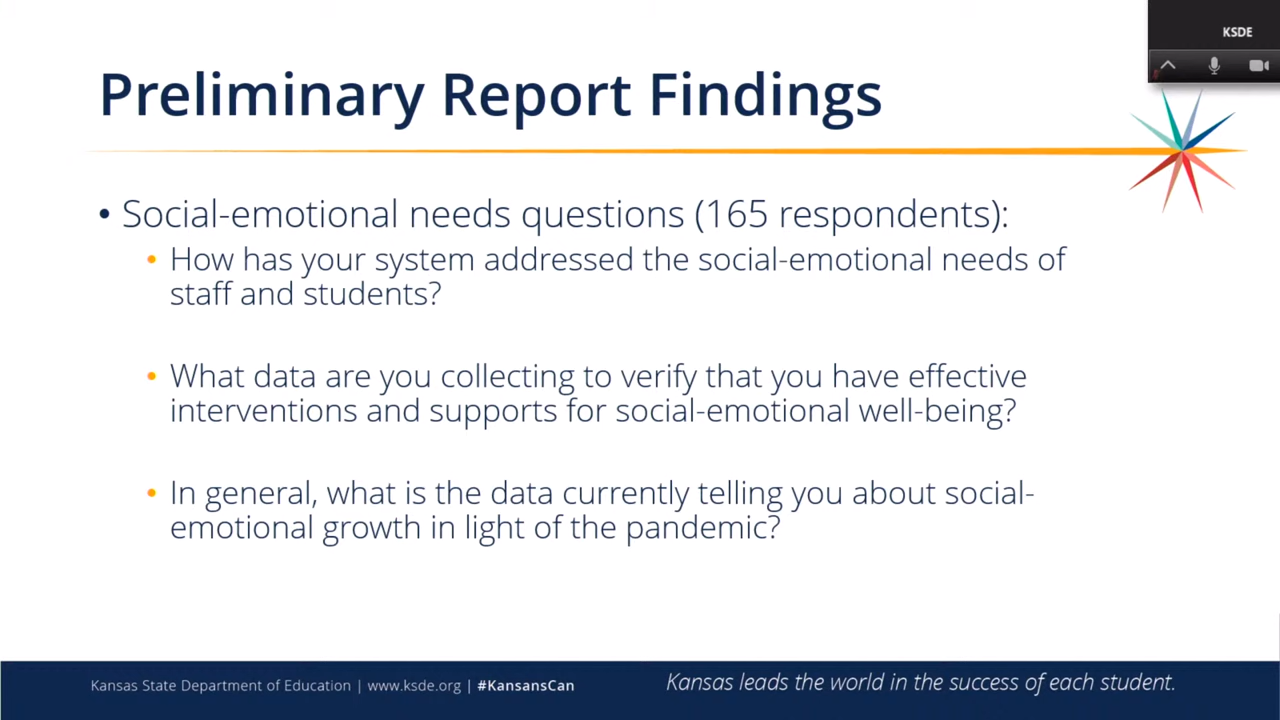 KSDE
Preliminary Report Findings
• Social-emotional needs questions (165 respondents):
• How has your system addressed the social-emotional needs of
staff and students?
• What data are you collecting to verify that you have effective
interventions and supports for social-emotional well-being?
• In general, what is the data currently telling you about social-
emotional growth in light of the pandemic?
Kansas State Department of Education | www.ksde.org | #KansansCan
Kansas leads the world in the success of each student.